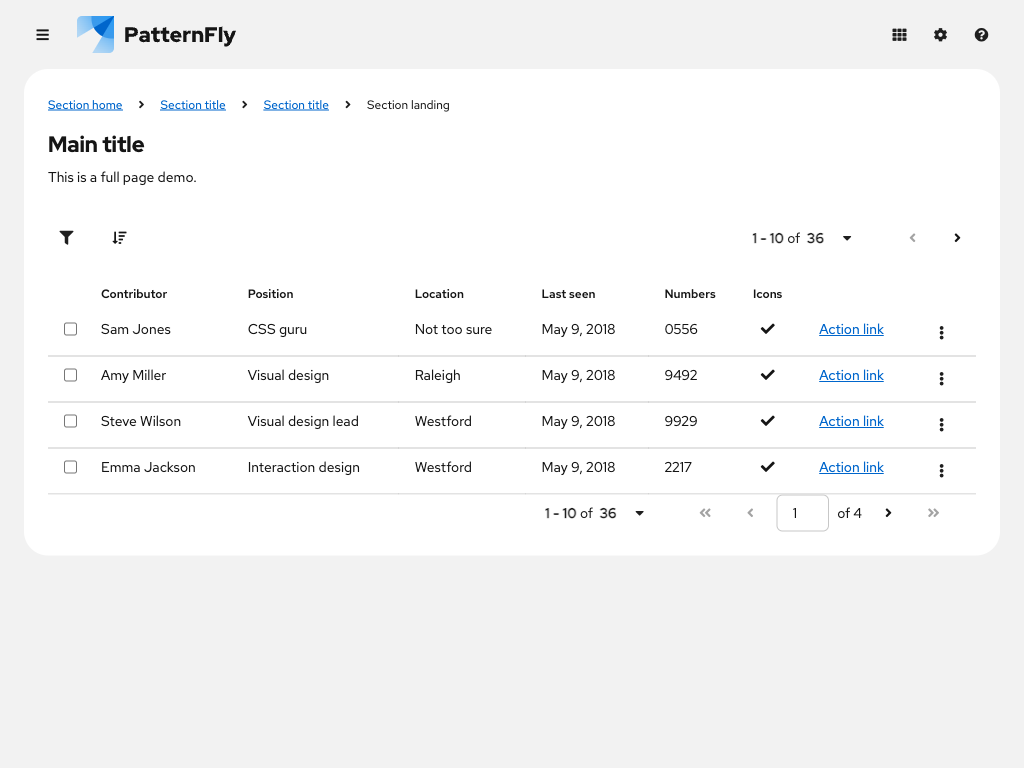 PatternFly
Section home Section title Section title Section landing
Main title
This is a full page demo.
1 - 10 of 36
Contributor Position Location Last seen Numbers Icons
Sam Jones CSS guru Not too sure May 9, 2018 0556 Action link
Amy Miller Visual design Raleigh May 9, 2018 9492 Action link
Steve Wilson Visual design lead Westford May 9, 2018 9929 Action link
Emma Jackson Interaction design Westford May 9, 2018 2217 Action link
1 - 10 of 36 1 of 4